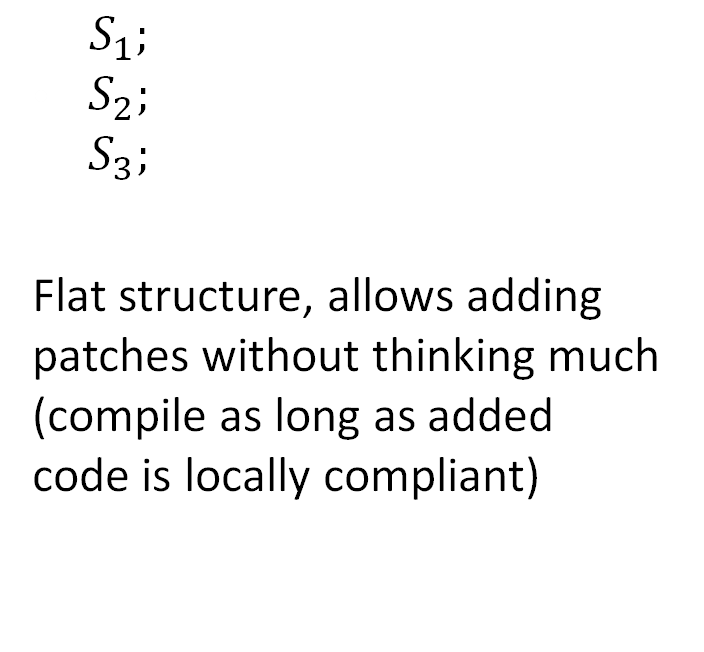 S₁;
S₂;
S₃;
Flat structure, allows adding
patches without thinking much
(compile as long as added
code is locally compliant)